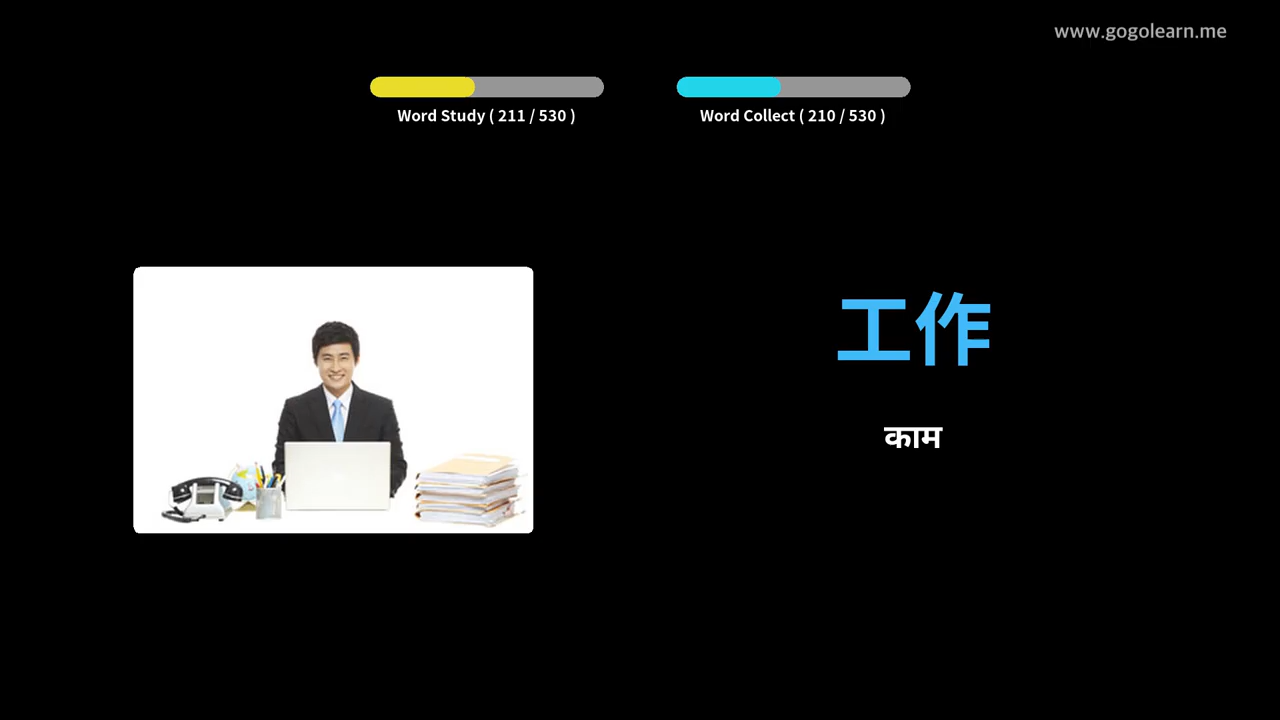 www.gogolearn.me
Word Study ( 211 / 530 )
Word Collect ( 210 / 530 )
工作
काम